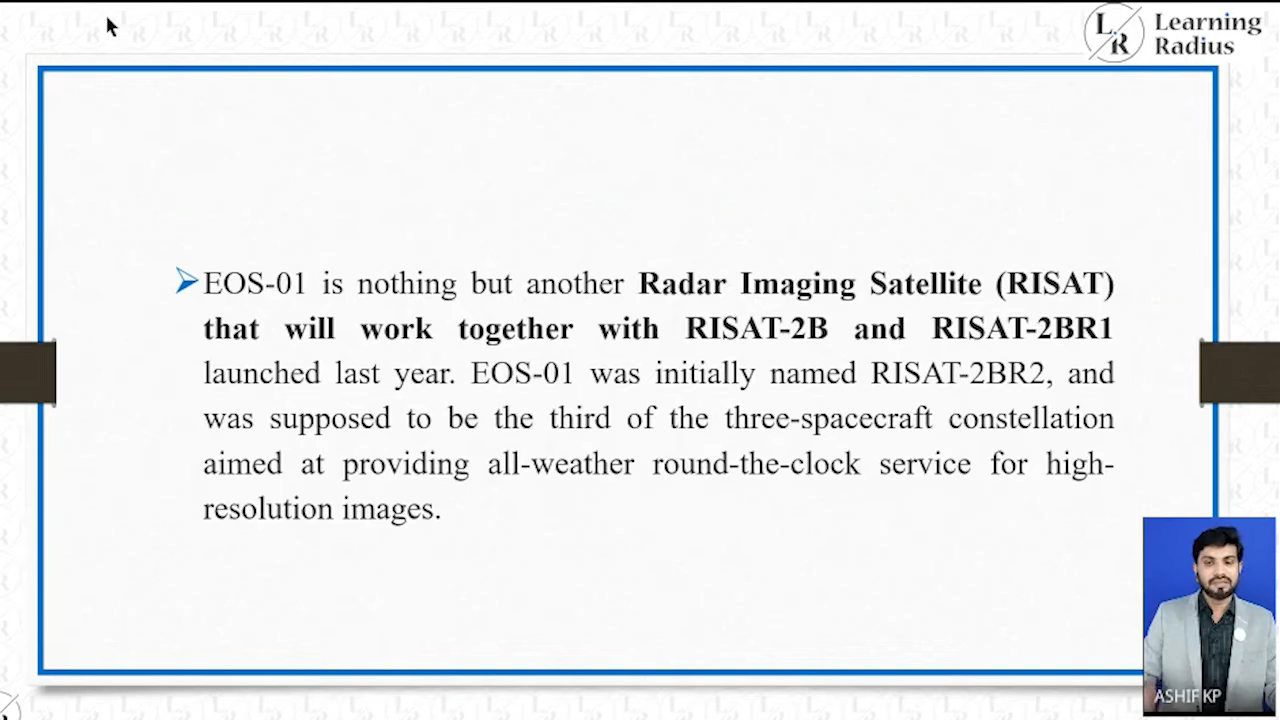 L
R
Learning
Radius
EOS-01 is nothing but another Radar Imaging Satellite (RISAT)
that will work together with RISAT-2B and RISAT-2BR1
launched last year. EOS-01 was initially named RISAT-2BR2, and
was supposed to be the third of the three-spacecraft constellation
aimed at providing all-weather round-the-clock service for high-
resolution images.
ASHIF KP